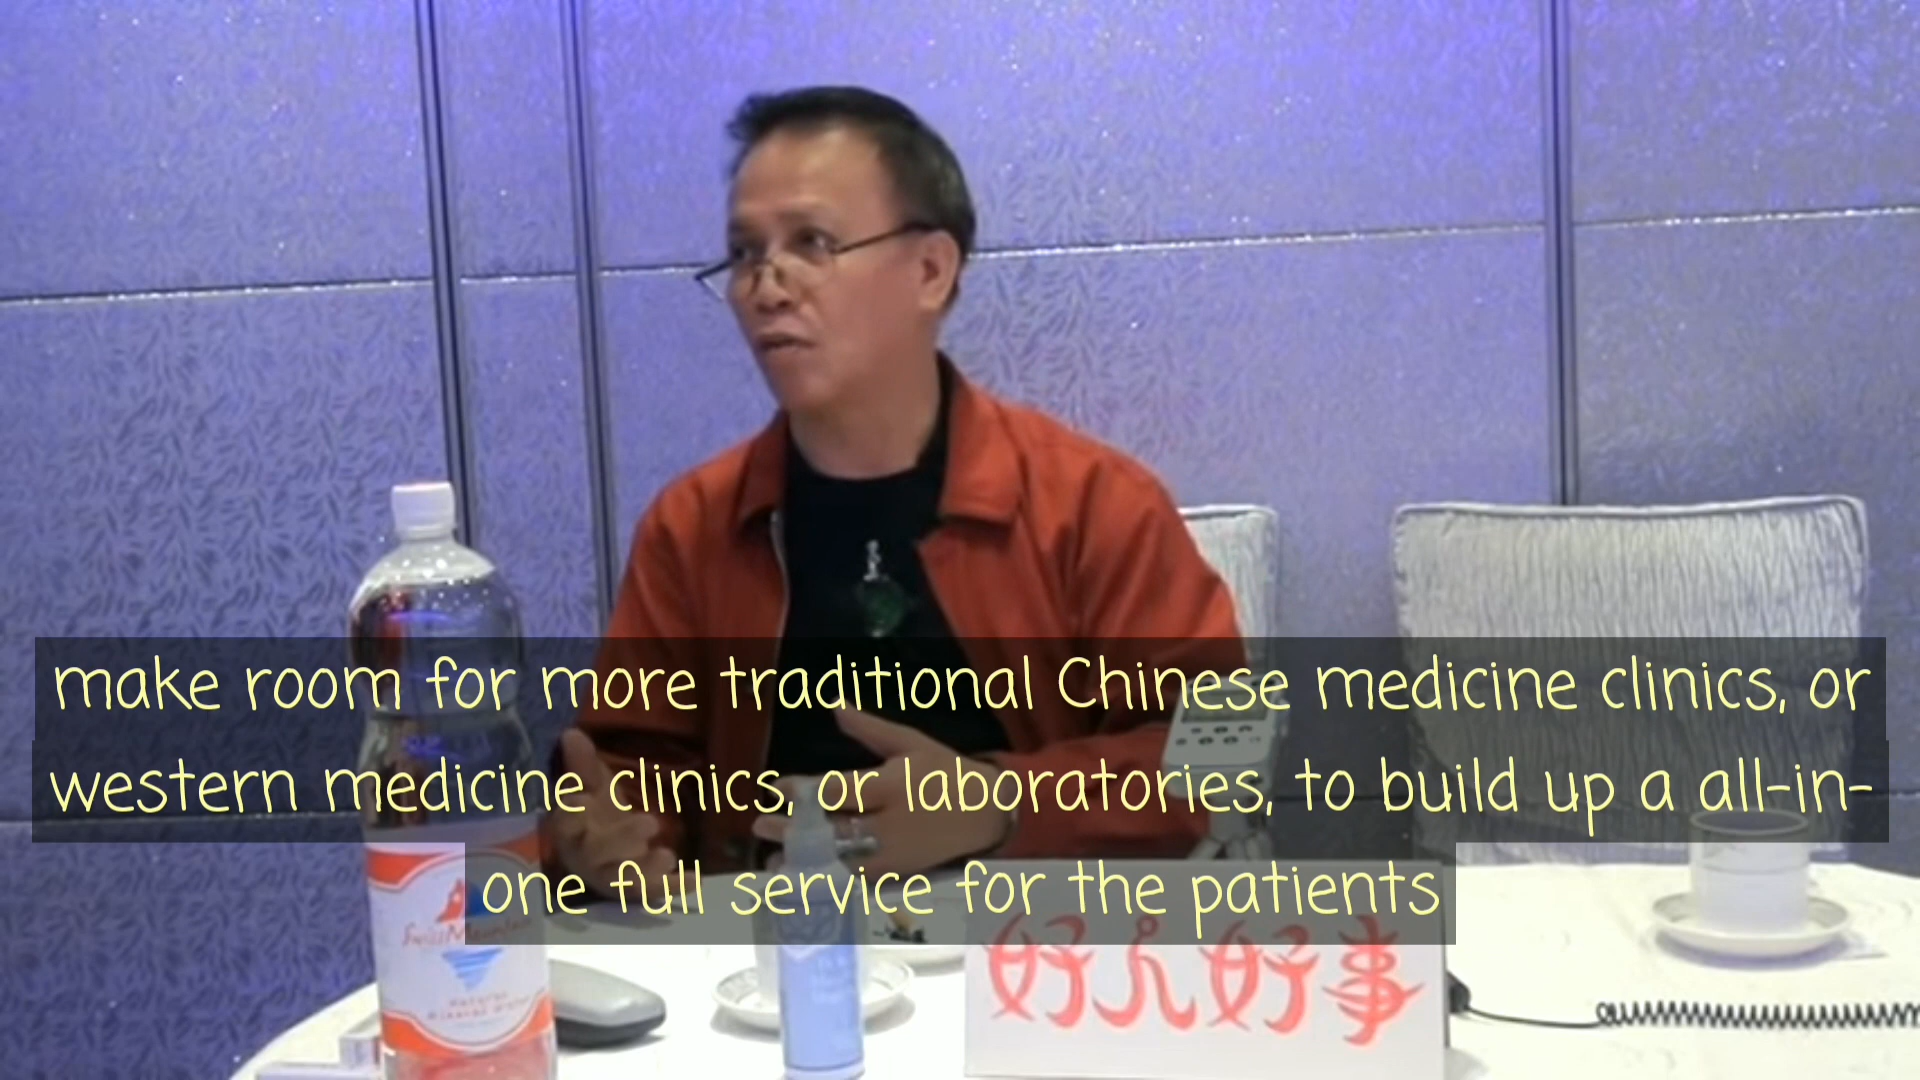 make room for more traditional Chinese medicine clinics, or
western medicine clinics, or laboratories, to build up a all-in-
one full service for the patients
好人好事